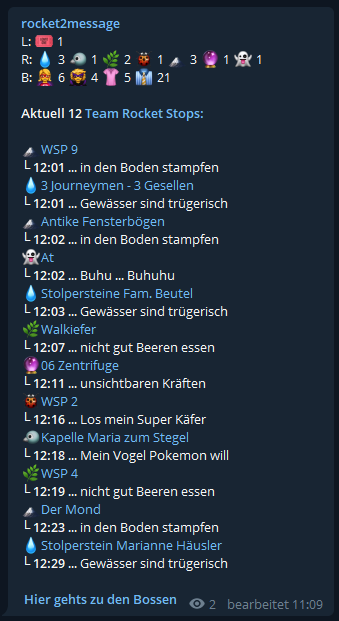 rocket2message
L: 🎟️ 1
R: 💧 3 🐦 1 🌿 2 🐞 1 3 🔮 1 👻 1
B: 6 4 5 21
Aktuell 12 Team Rocket Stops:
WSP 9
└ 12:01 ... in den Boden stampfen
💧 3 Journeymen - 3 Gesellen
└ 12:01 ... Gewässer sind trügerisch
Antike Fensterbögen
└ 12:02 ... in den Boden stampfen
👻 At
└ 12:02 ... Buhu ... Buhuhu
💧 Stolpersteine Fam. Beutel
└ 12:03 ... Gewässer sind trügerisch
🌿 Walkiefer
└ 12:07 ... nicht gut Beeren essen
🔮 06 Zentrifuge
└ 12:11 ... unsichtbaren Kräften
🐞 WSP 2
└ 12:16 ... Los mein Super Käfer
🐦 Kapelle Maria zum Stegel
└ 12:18 ... Mein Vogel Pokemon will
🌿 WSP 4
└ 12:19 ... nicht gut Beeren essen
Der Mond
└ 12:23 ... in den Boden stampfen
💧 Stolperstein Marianne Häusler
└ 12:29 ... Gewässer sind trügerisch
Hier gehts zu den Bossen 2 bearbeitet 11:09